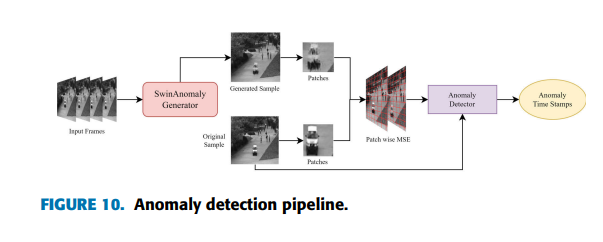 Input Frames
SwinAnomaly
Generator
Generated Sample
Patches
Original
Sample
Patches
Patch wise MSE
Anomaly
Detector
Anomaly
Time Stamps
FIGURE 10. Anomaly detection pipeline.